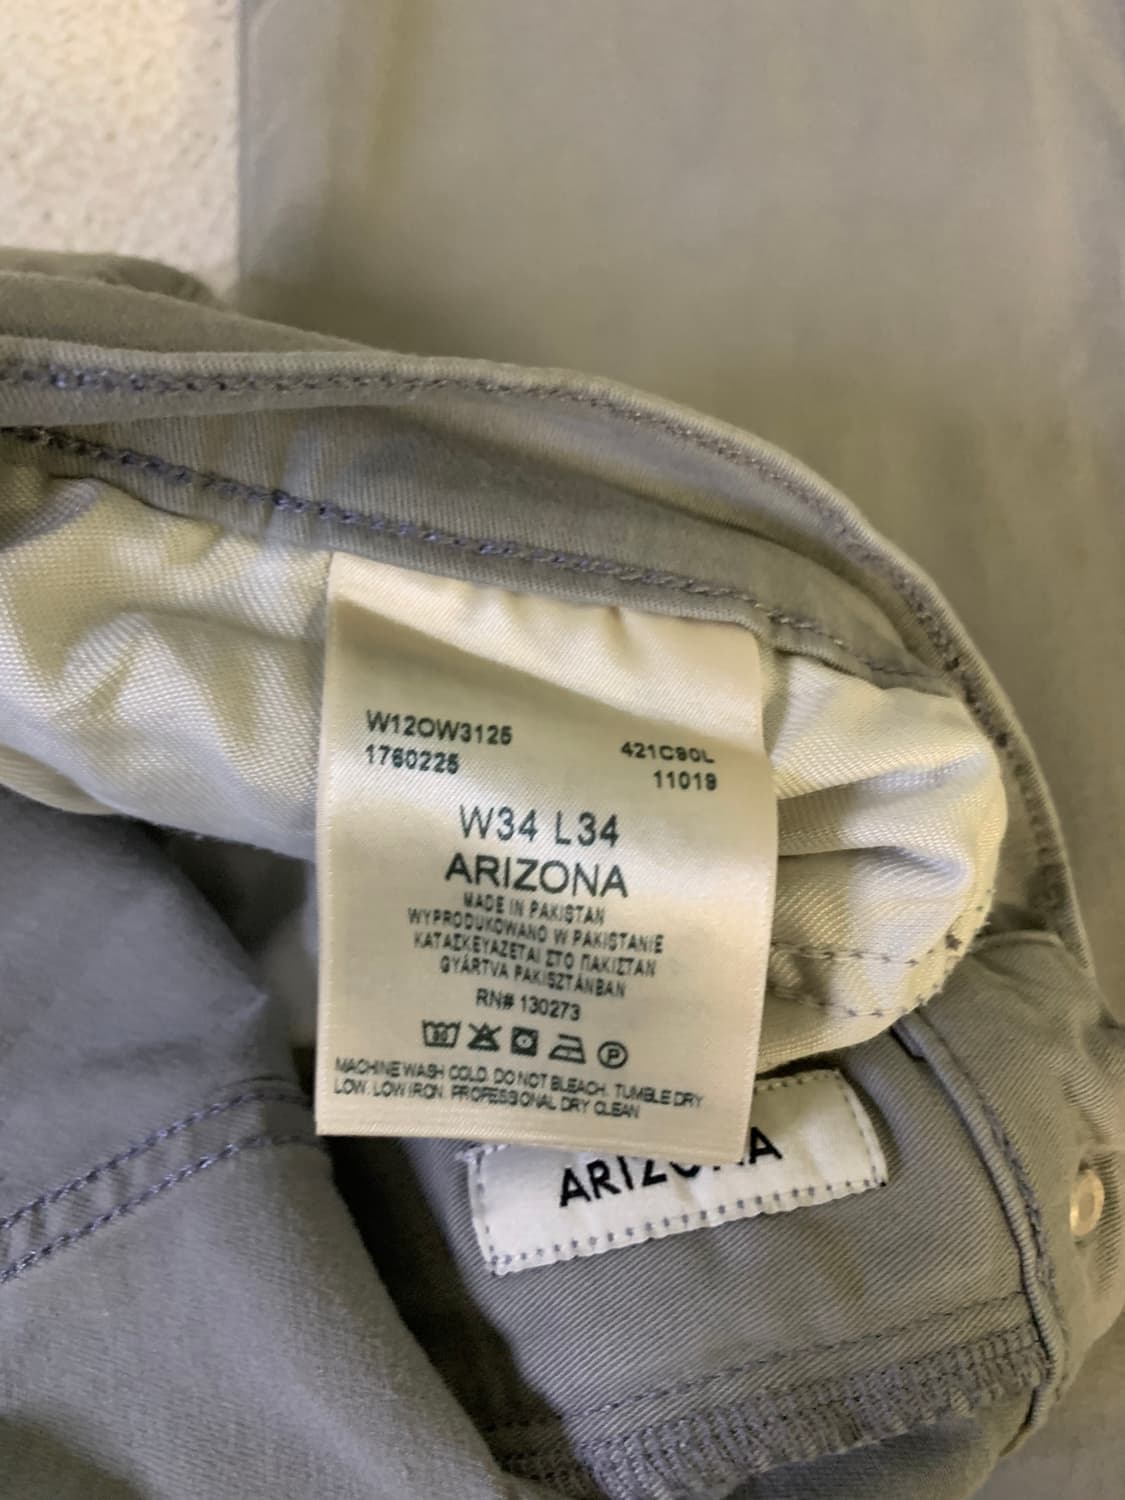 W12OW3125
1760225
421C90L
11019
W34 L34
ARIZONA
MADE IN PAKISTAN
WYPRODUKOWANO W PAKISTANIE
ΚΑΤΑΣΚΕΥΑΖΕΤΑΙ ΣΤΟ ΠΑΚΙΣΤΑΝ
GYÁRTVA PAKISZTÁNBAN
RN# 130273
30
P
MACHINE WASH COLD. DO NOT BLEACH. TUMBLE DRY
LOW. LOW IRON. PROFESSIONAL DRY CLEAN
ARIZONA